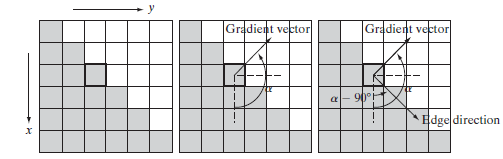 y
x
Gradient vector
α
Gradient vector
α
α – 90°
Edge direction